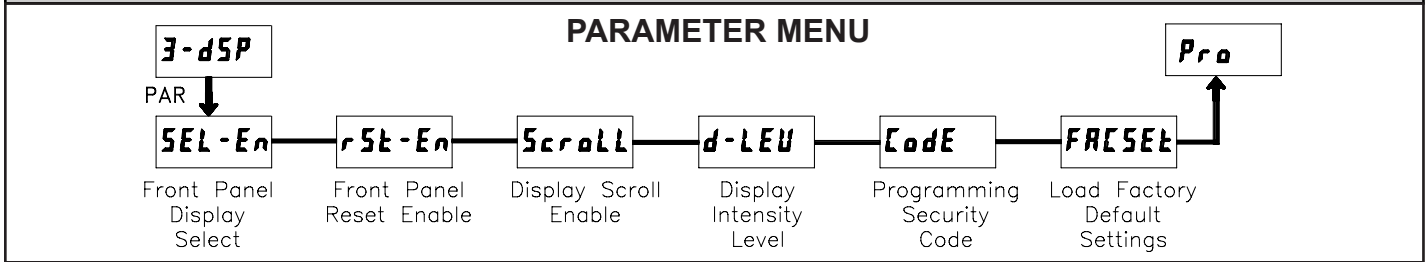 PARAMETER MENU
3-dSP
Pro
PAR
SEL-En
rSt-En
ScroLL
d-LEV
CodE
FACSEt
Front Panel
Display
Select
Front Panel
Reset Enable
Display Scroll
Enable
Display
Intensity
Level
Programming
Security
Code
Load Factory
Default
Settings